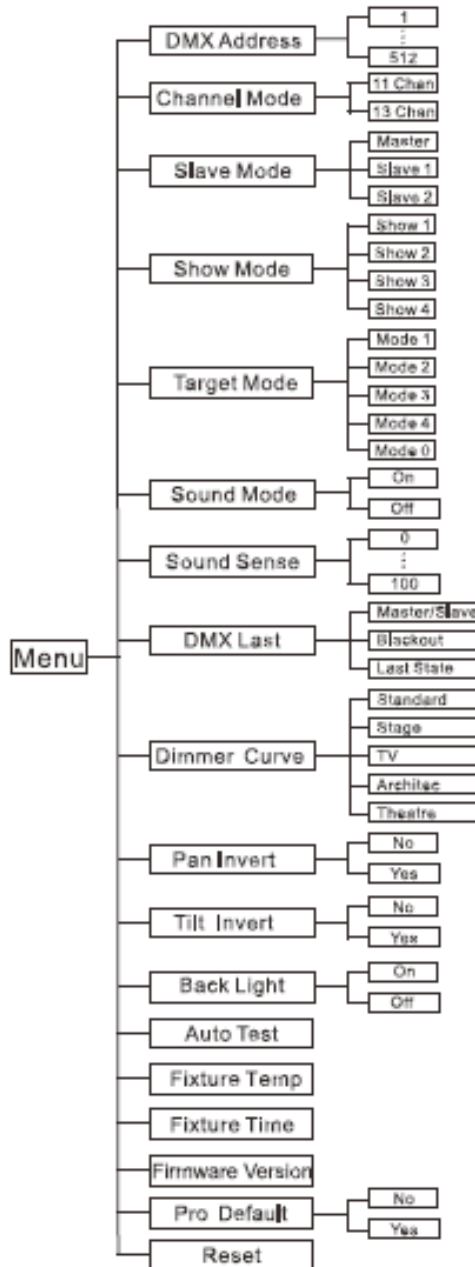 Menu
DMX Address
1
512
Channel Mode
11 Chan
13 Chan
Slave Mode
Master
Slave 1
Slave 2
Show Mode
Show 1
Show 2
Show 3
Show 4
Target Mode
Mode 1
Mode 2
Mode 3
Mode 4
Mode 0
Sound Mode
On
Off
Sound Sense
0
100
DMX Last
Master/Slave
Blackout
Last State
Dimmer Curve
Standard
Stage
TV
Architec
Theatre
Pan Invert
No
Yes
Tilt Invert
No
Yes
Back Light
On
Off
Auto Test
Fixture Temp
Fixture Time
Firmware Version
Pro Default
No
Yes
Reset